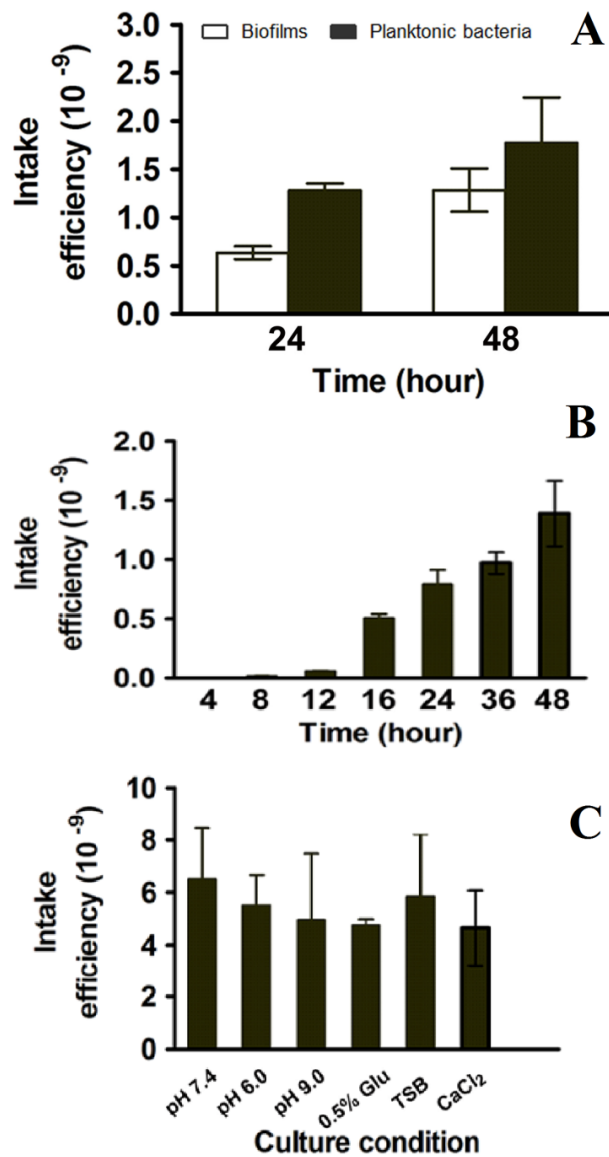 A
Biofilms Planktonic bacteria
3.0
2.5
2.0
1.5
1.0
0.5
0.0
Intake
efficiency (10 -9)
24 48
Time (hour)
B
2.0
1.5
1.0
0.5
0.0
Intake
efficiency (10 -9)
4 8 12 16 24 36 48
Time (hour)
C
10
8
6
4
2
0
Intake
efficiency (10 -9)
pH 7.4 pH 6.0 pH 9.0 0.5% Glu TSB CaCl2
Culture condition